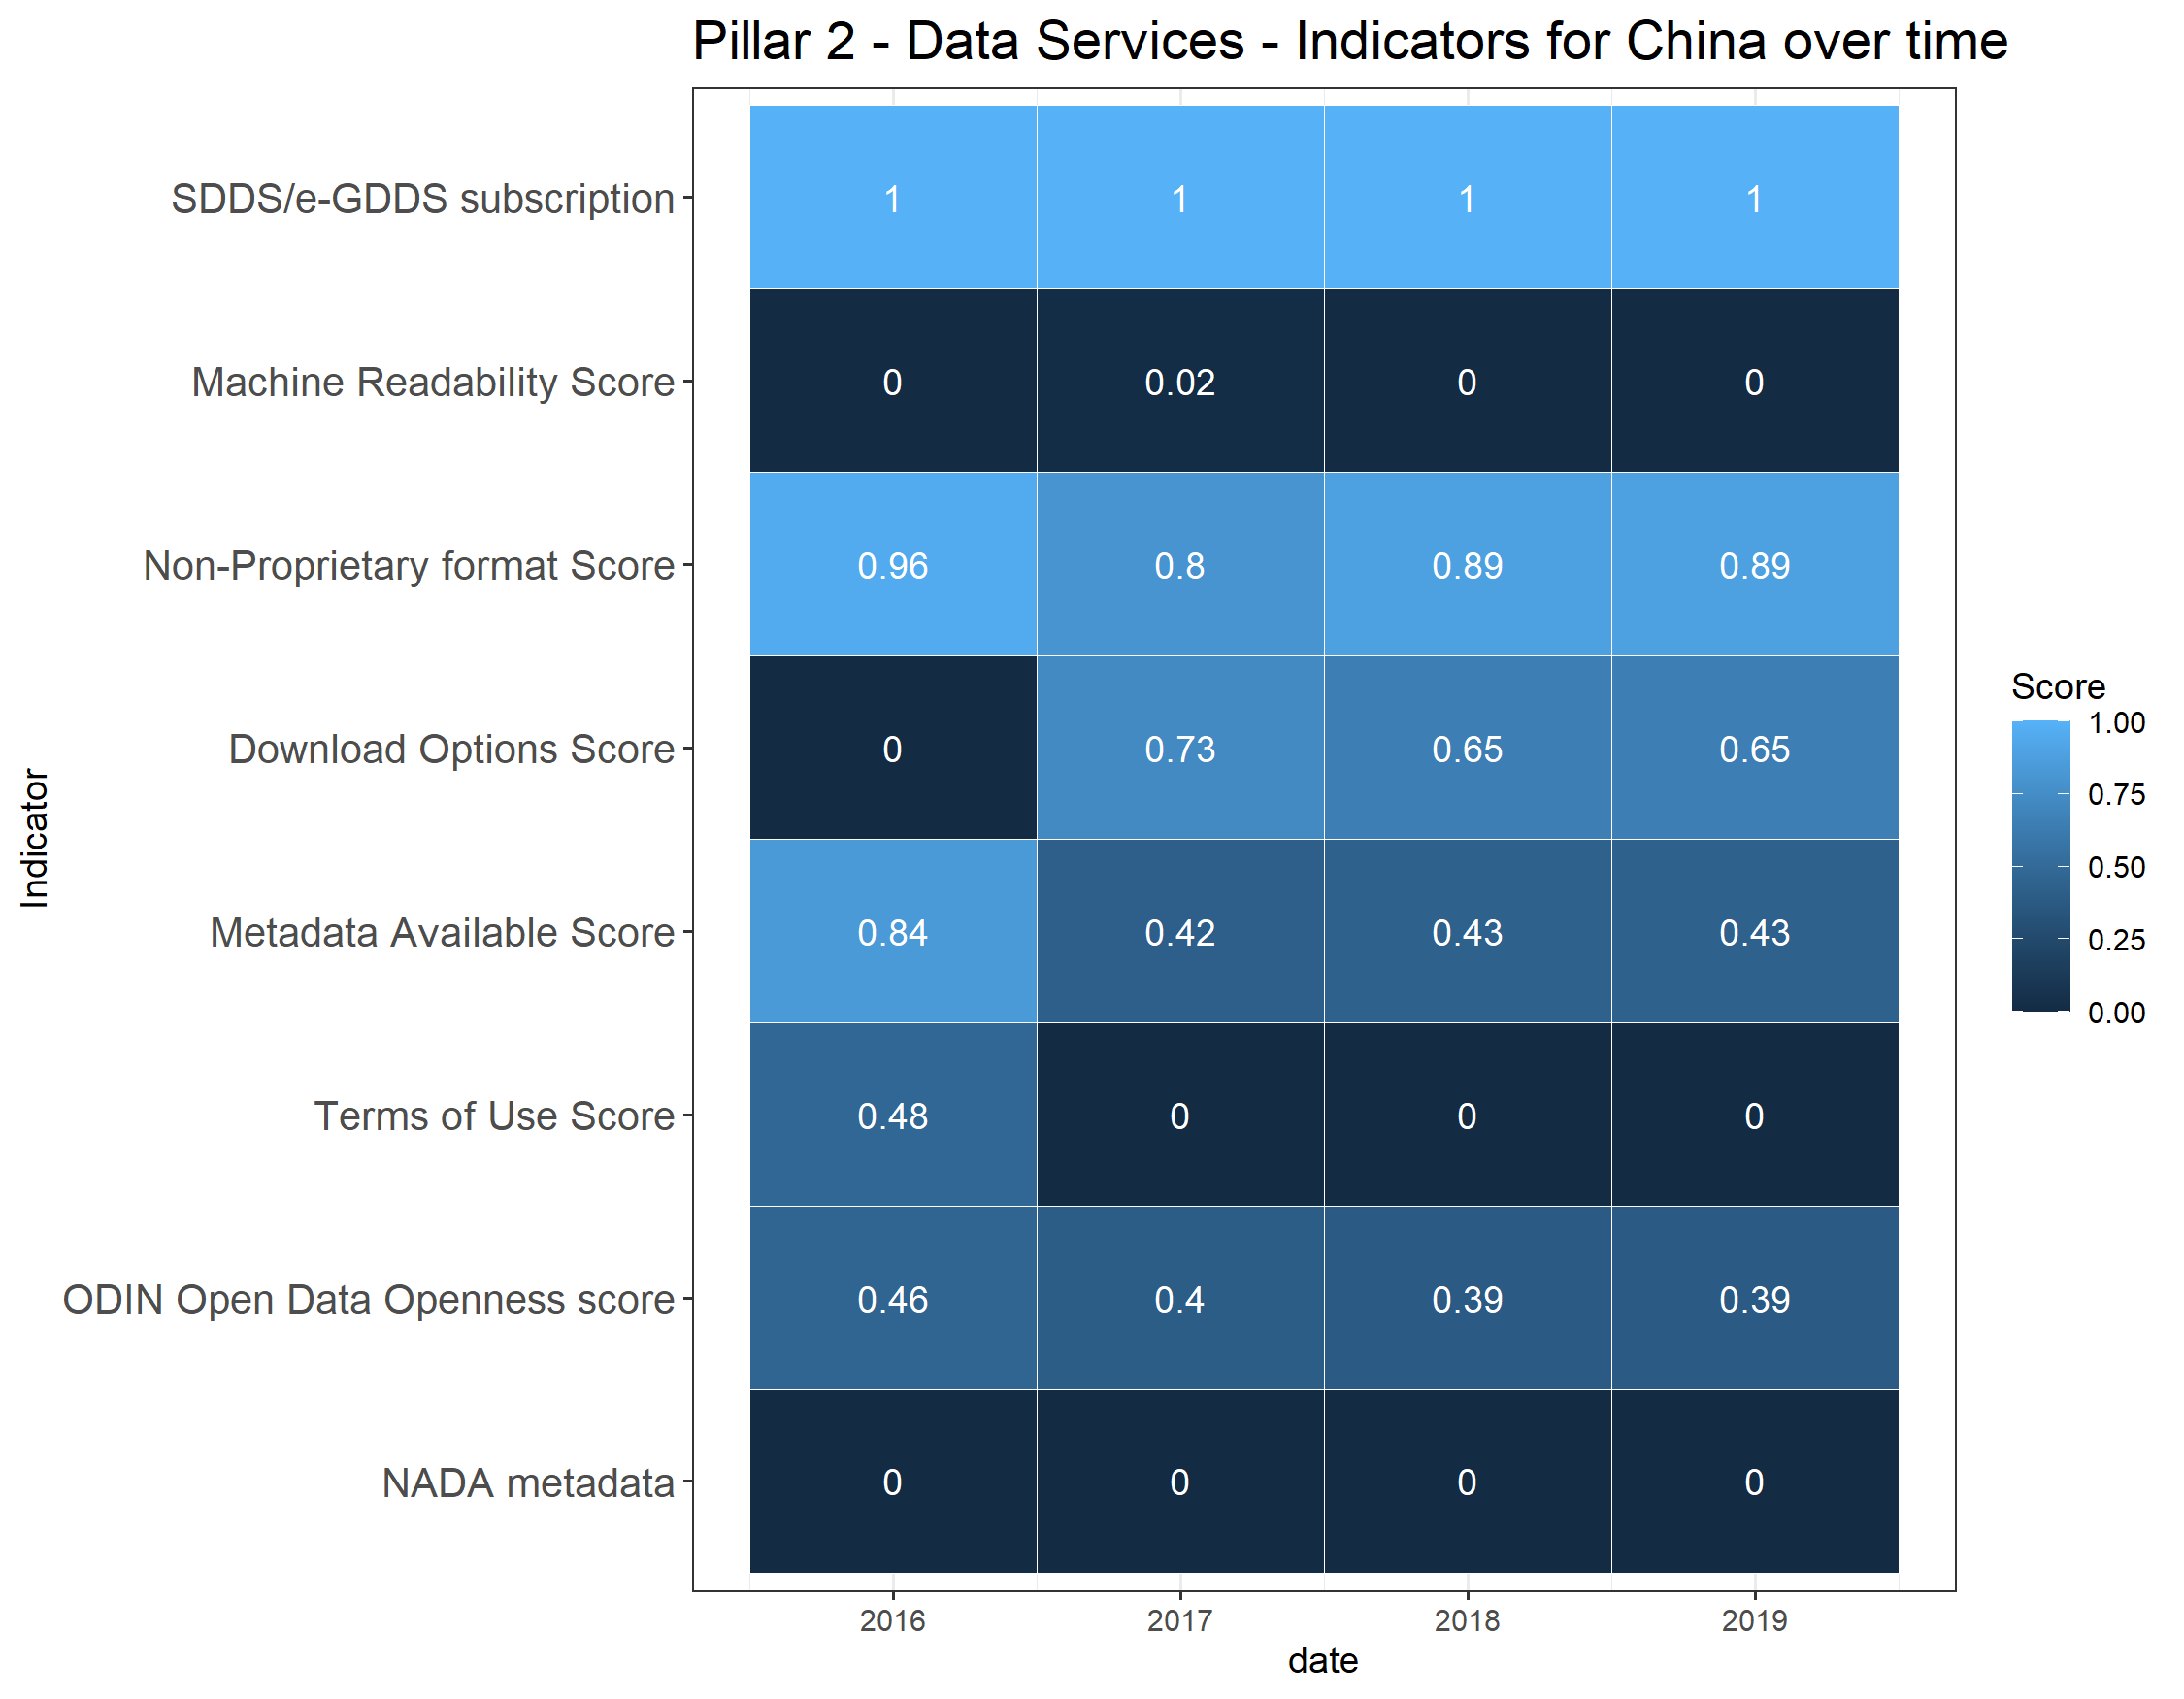 Pillar 2 - Data Services - Indicators for China over time
SDDS/e-GDDS subscription 1 1 1 1
Machine Readability Score 0 0.02 0 0
Non-Proprietary format Score 0.96 0.8 0.89 0.89
Download Options Score 0 0.73 0.65 0.65
Metadata Available Score 0.84 0.42 0.43 0.43
Terms of Use Score 0.48 0 0 0
ODIN Open Data Openness score 0.46 0.4 0.39 0.39
NADA metadata 0 0 0 0
Indicator
2016 2017 2018 2019
date
Score
1.00
0.75
0.50
0.25
0.00